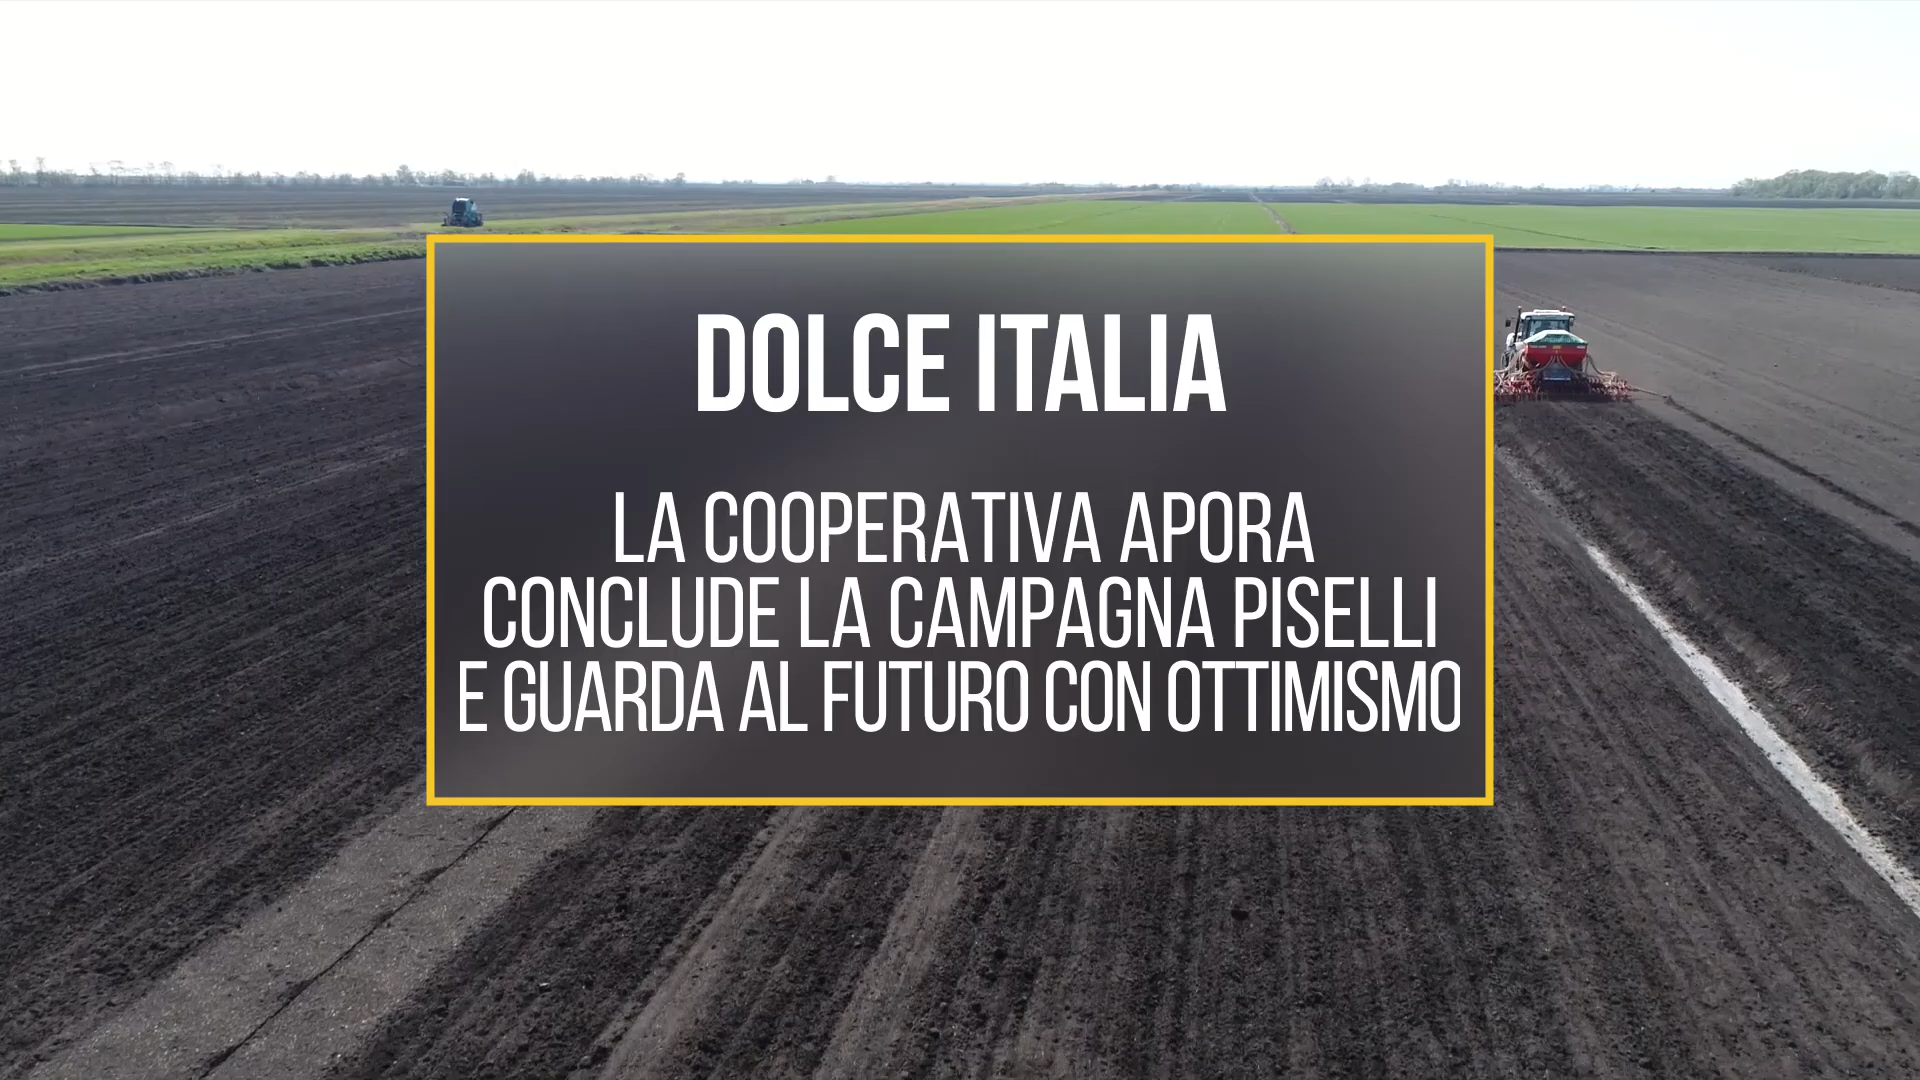 DOLCE ITALIA
LA COOPERATIVA APORA
CONCLUDE LA CAMPAGNA PISELLI
E GUARDA AL FUTURO CON OTTIMISMO